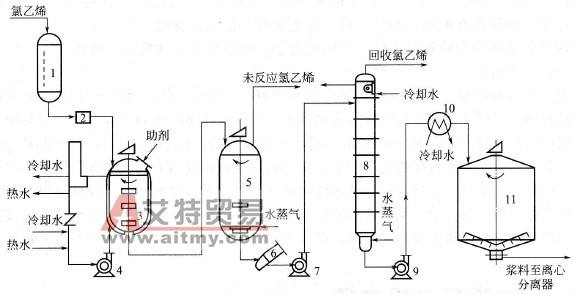 氯乙烯
1
2
助剂
冷却水
热水
冷却水
热水
3
4
未反应氯乙烯
5
水蒸气
6
7
回收氯乙烯
冷却水
8
水蒸气
9
10
冷却水
11
浆料至离心
分离器
艾特贸易
www.aitmy.com